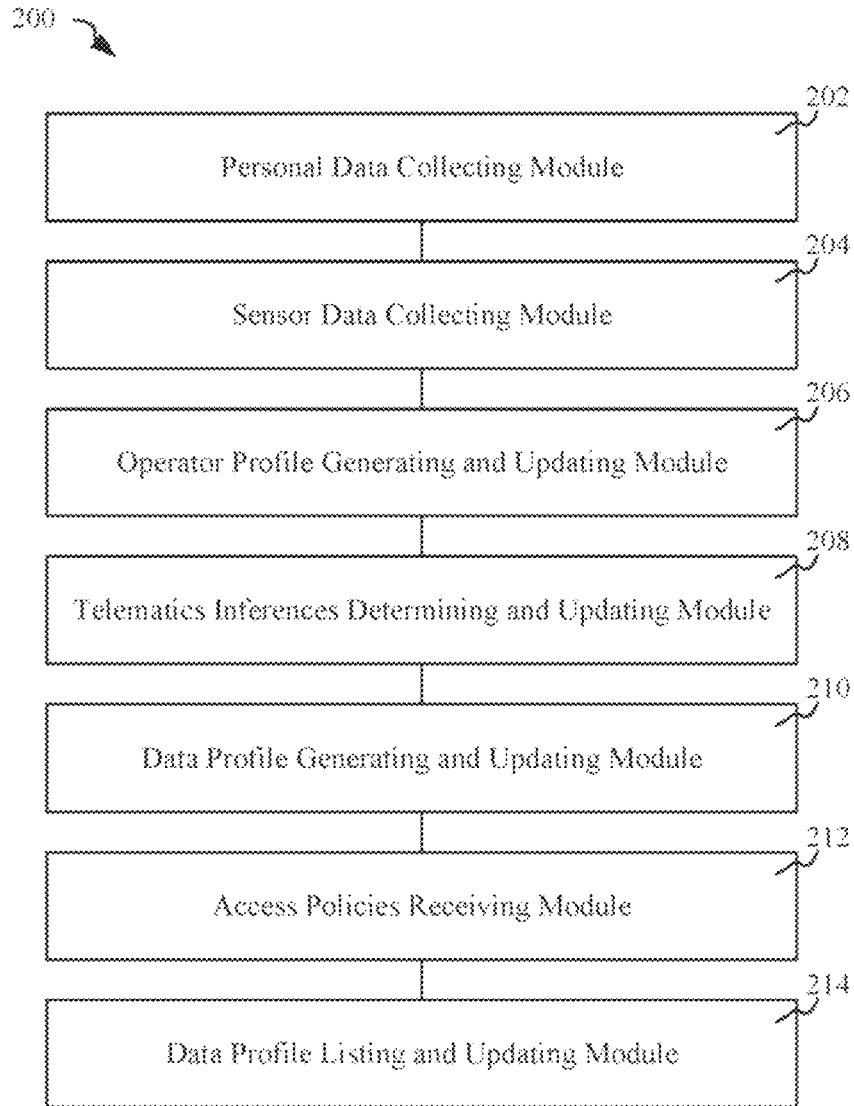 200
202
Personal Data Collecting Module
204
Sensor Data Collecting Module
206
Operator Profile Generating and Updating Module
208
Telematics Inferences Determining and Updating Module
210
Data Profile Generating and Updating Module
212
Access Policies Receiving Module
214
Data Profile Listing and Updating Module